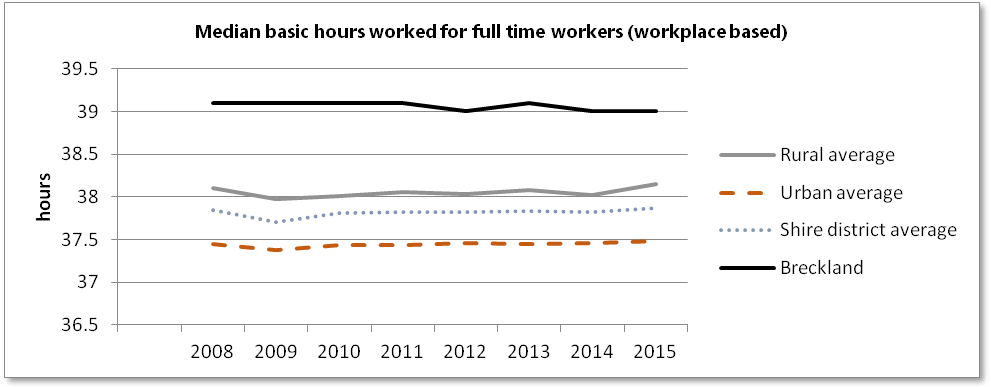 Median basic hours worked for full time workers (workplace based)
39.5
39
38.5
38
37.5
37
36.5
hours
2008 2009 2010 2011 2012 2013 2014 2015
Rural average
Urban average
Shire district average
Breckland